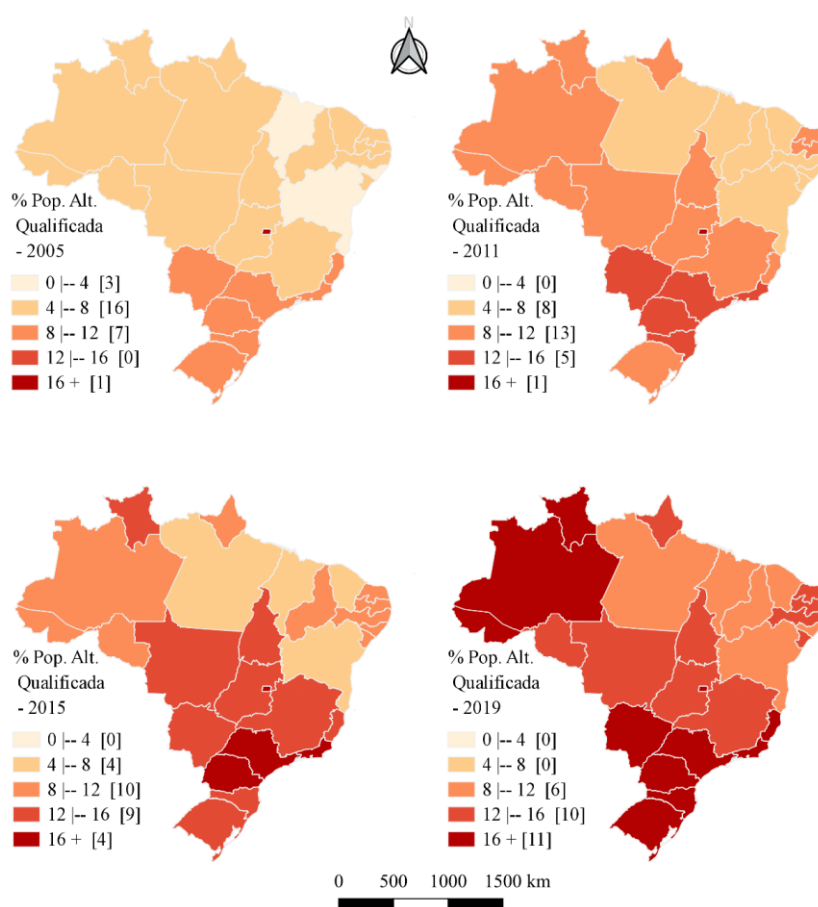 N
% Pop. Alt.
Qualificada
- 2005
0 |-- 4 [3]
4 |-- 8 [16]
8 |-- 12 [7]
12 |-- 16 [0]
16 + [1]
% Pop. Alt.
Qualificada
- 2011
0 |-- 4 [0]
4 |-- 8 [8]
8 |-- 12 [13]
12 |-- 16 [5]
16 + [1]
% Pop. Alt.
Qualificada
- 2015
0 |-- 4 [0]
4 |-- 8 [4]
8 |-- 12 [10]
12 |-- 16 [9]
16 + [4]
% Pop. Alt.
Qualificada
- 2019
0 |-- 4 [0]
4 |-- 8 [0]
8 |-- 12 [6]
12 |-- 16 [10]
16 + [11]
0 500 1000 1500 km